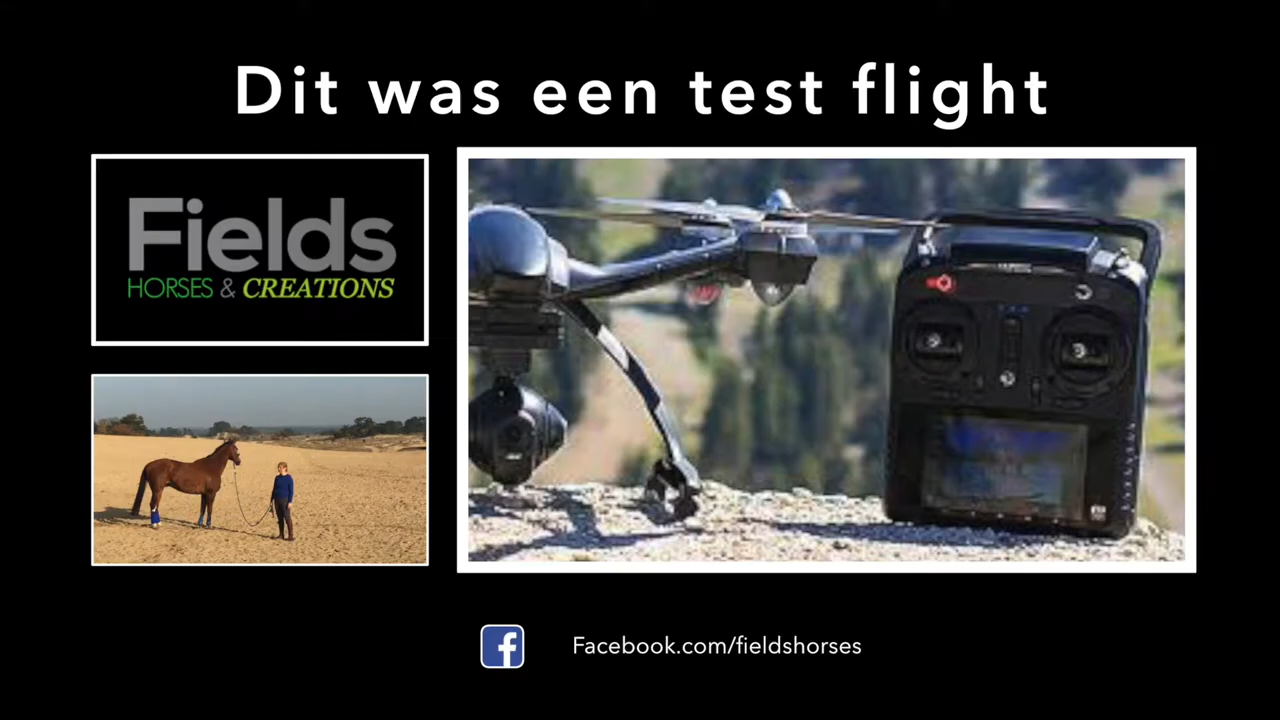 Dit was een test flight
Fields
HORSES & CREATIONS
Facebook.com/fieldshorses